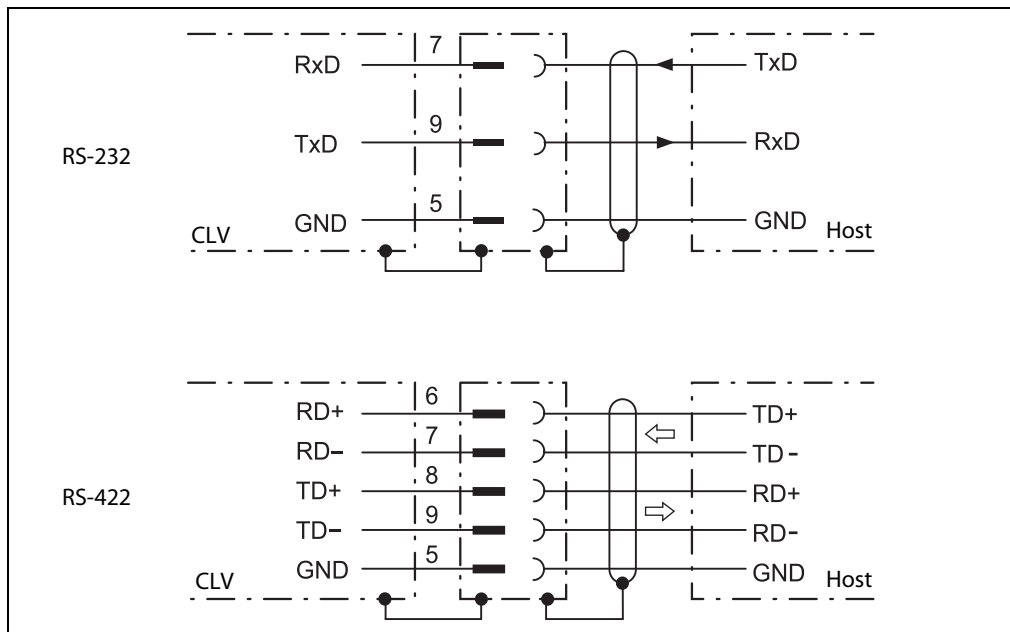 RxD 7 TxD
RS-232 TxD 9 RxD
GND 5 GND
CLV Host
RD+ 6 TD+
RD– 7 TD-
RS-422 TD+ 8 RD+
TD– 9 RD–
GND 5 GND
CLV Host